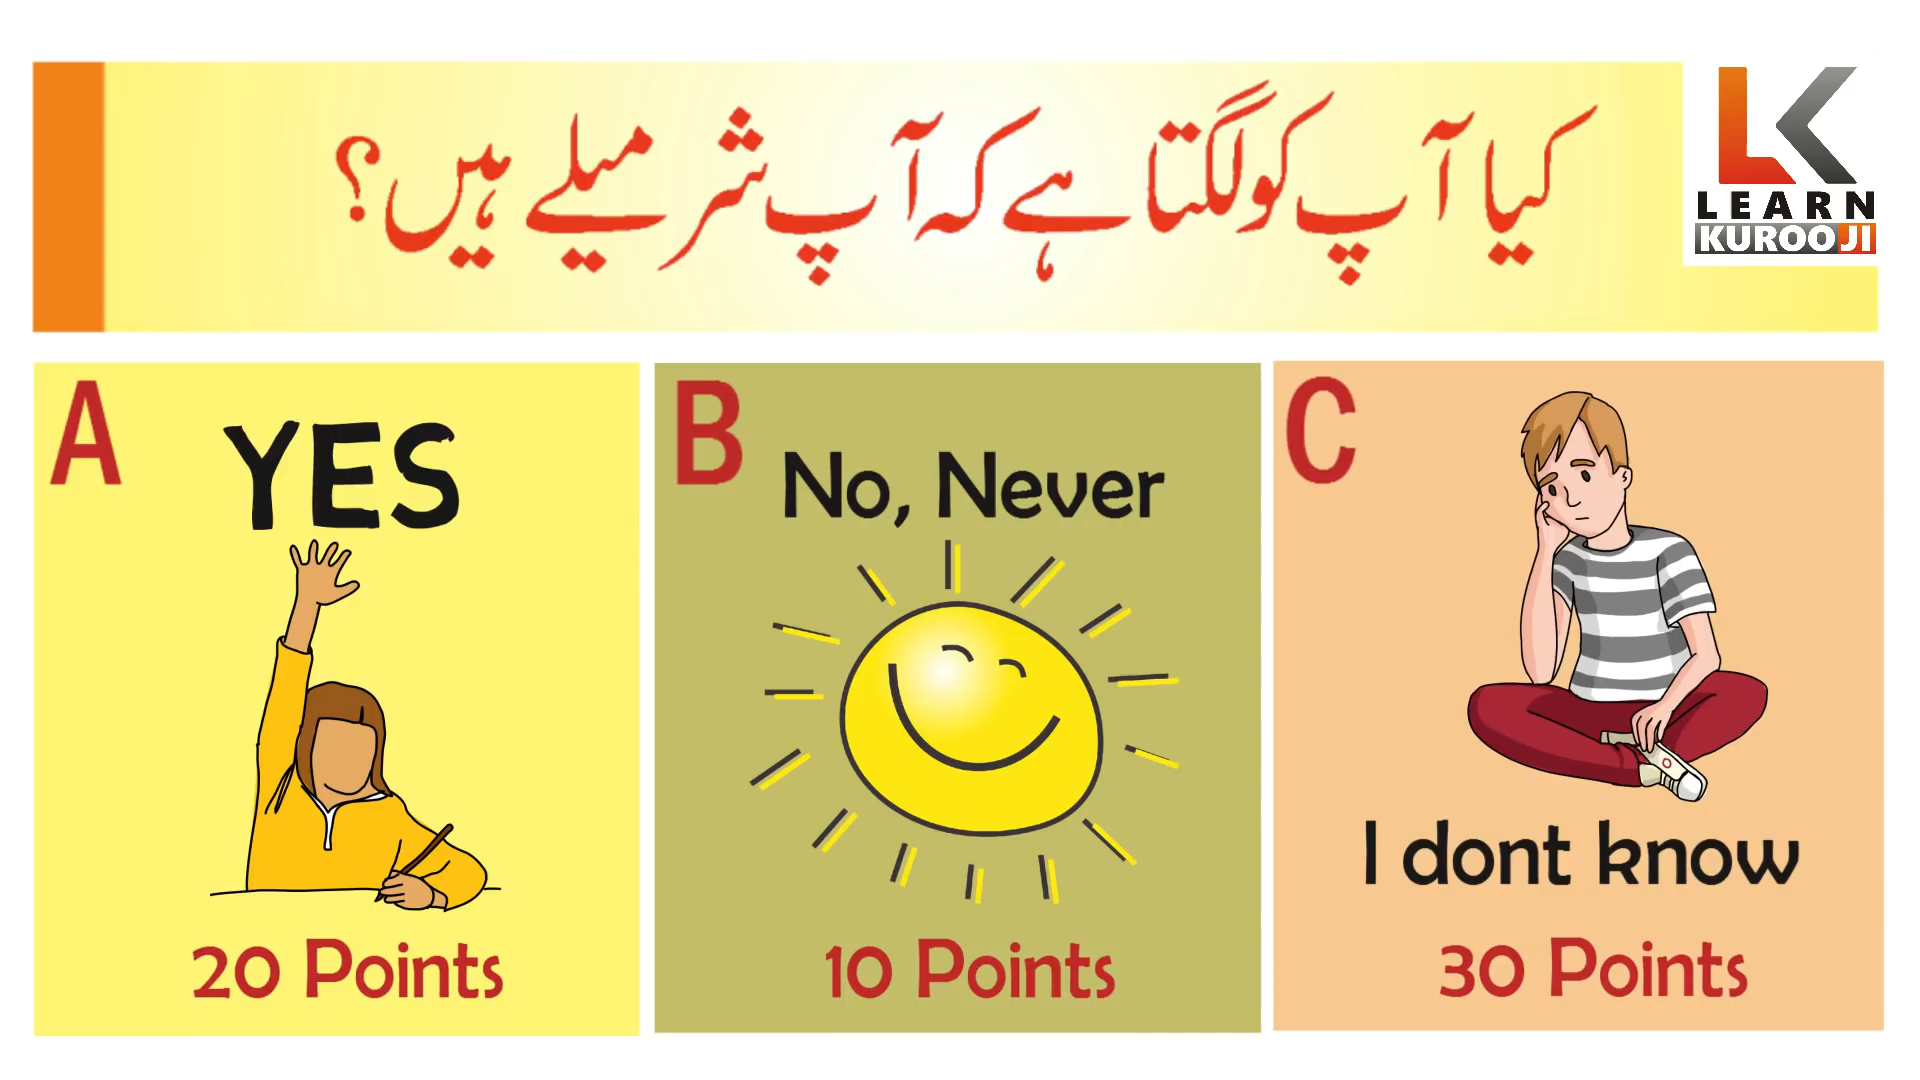 کیا آپ کو لگتا ہے کہ آپ شرمیلے ہیں؟
LK
LEARN
KUROOJI
A
YES
20 Points
B
No, Never
10 Points
C
I dont know
30 Points